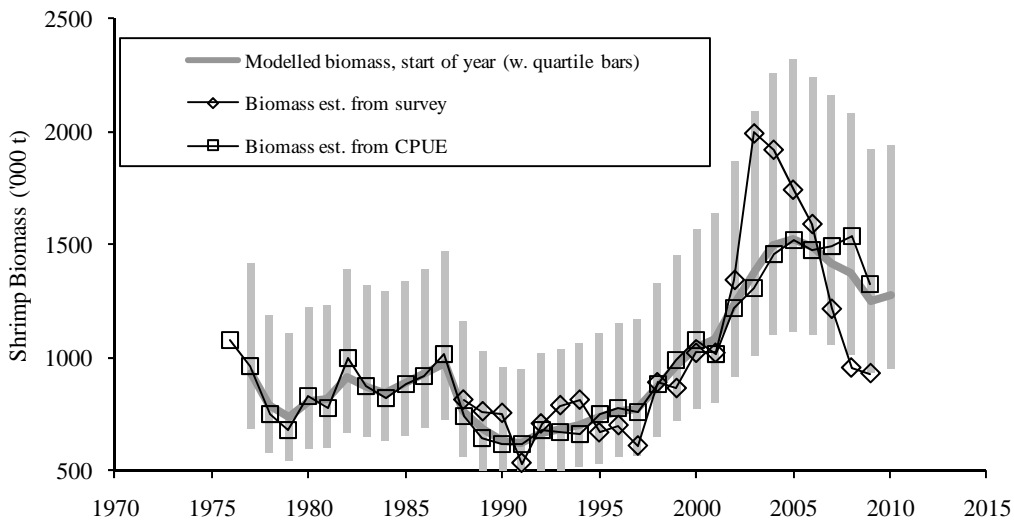 2500
2000
1500
1000
500
Shrimp Biomass ('000 t)
Modelled biomass, start of year (w. quartile bars)
Biomass est. from survey
Biomass est. from CPUE
1970 1975 1980 1985 1990 1995 2000 2005 2010 2015